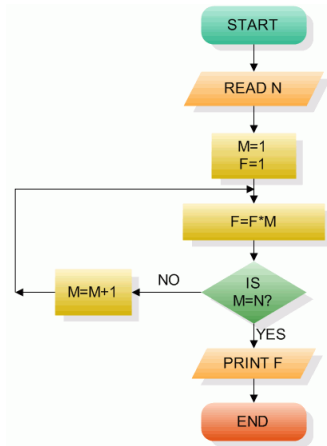 START
READ N
M=1
F=1
F=F*M
IS
M=N?
NO
M=M+1
YES
PRINT F
END